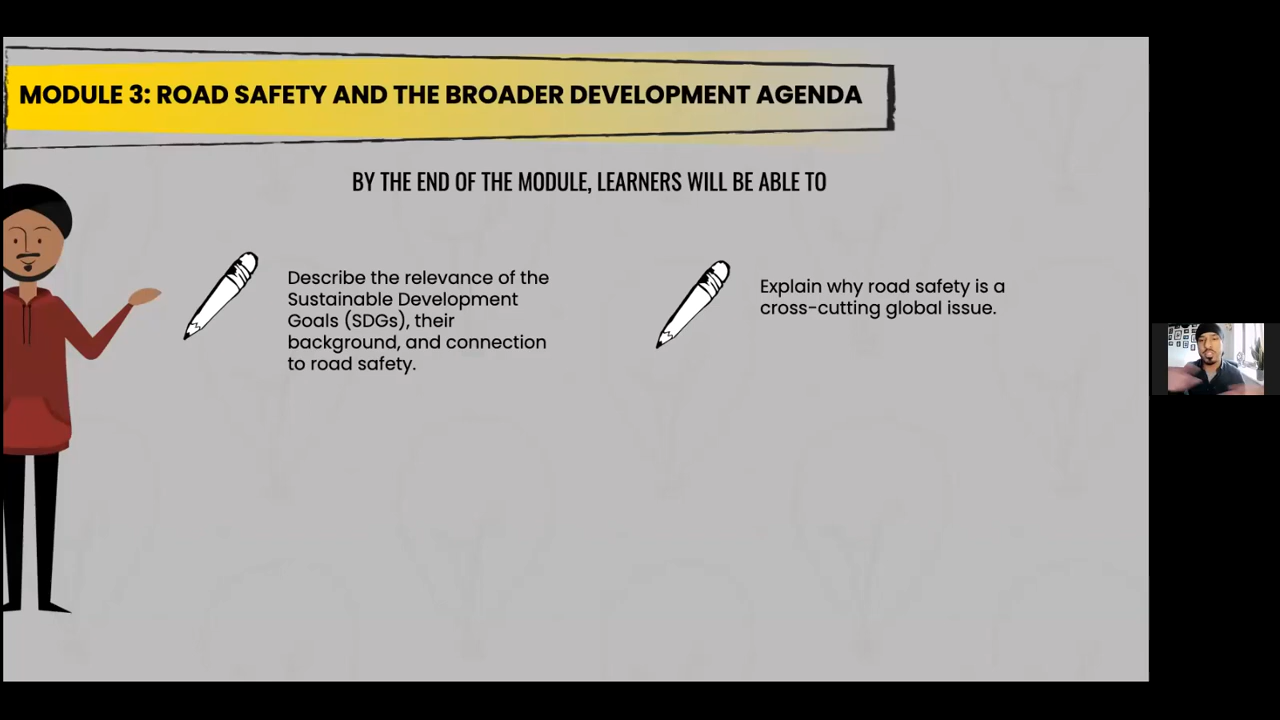 MODULE 3: ROAD SAFETY AND THE BROADER DEVELOPMENT AGENDA
BY THE END OF THE MODULE, LEARNERS WILL BE ABLE TO
Describe the relevance of the
Sustainable Development
Goals (SDGs), their
background, and connection
to road safety.
Explain why road safety is a
cross-cutting global issue.